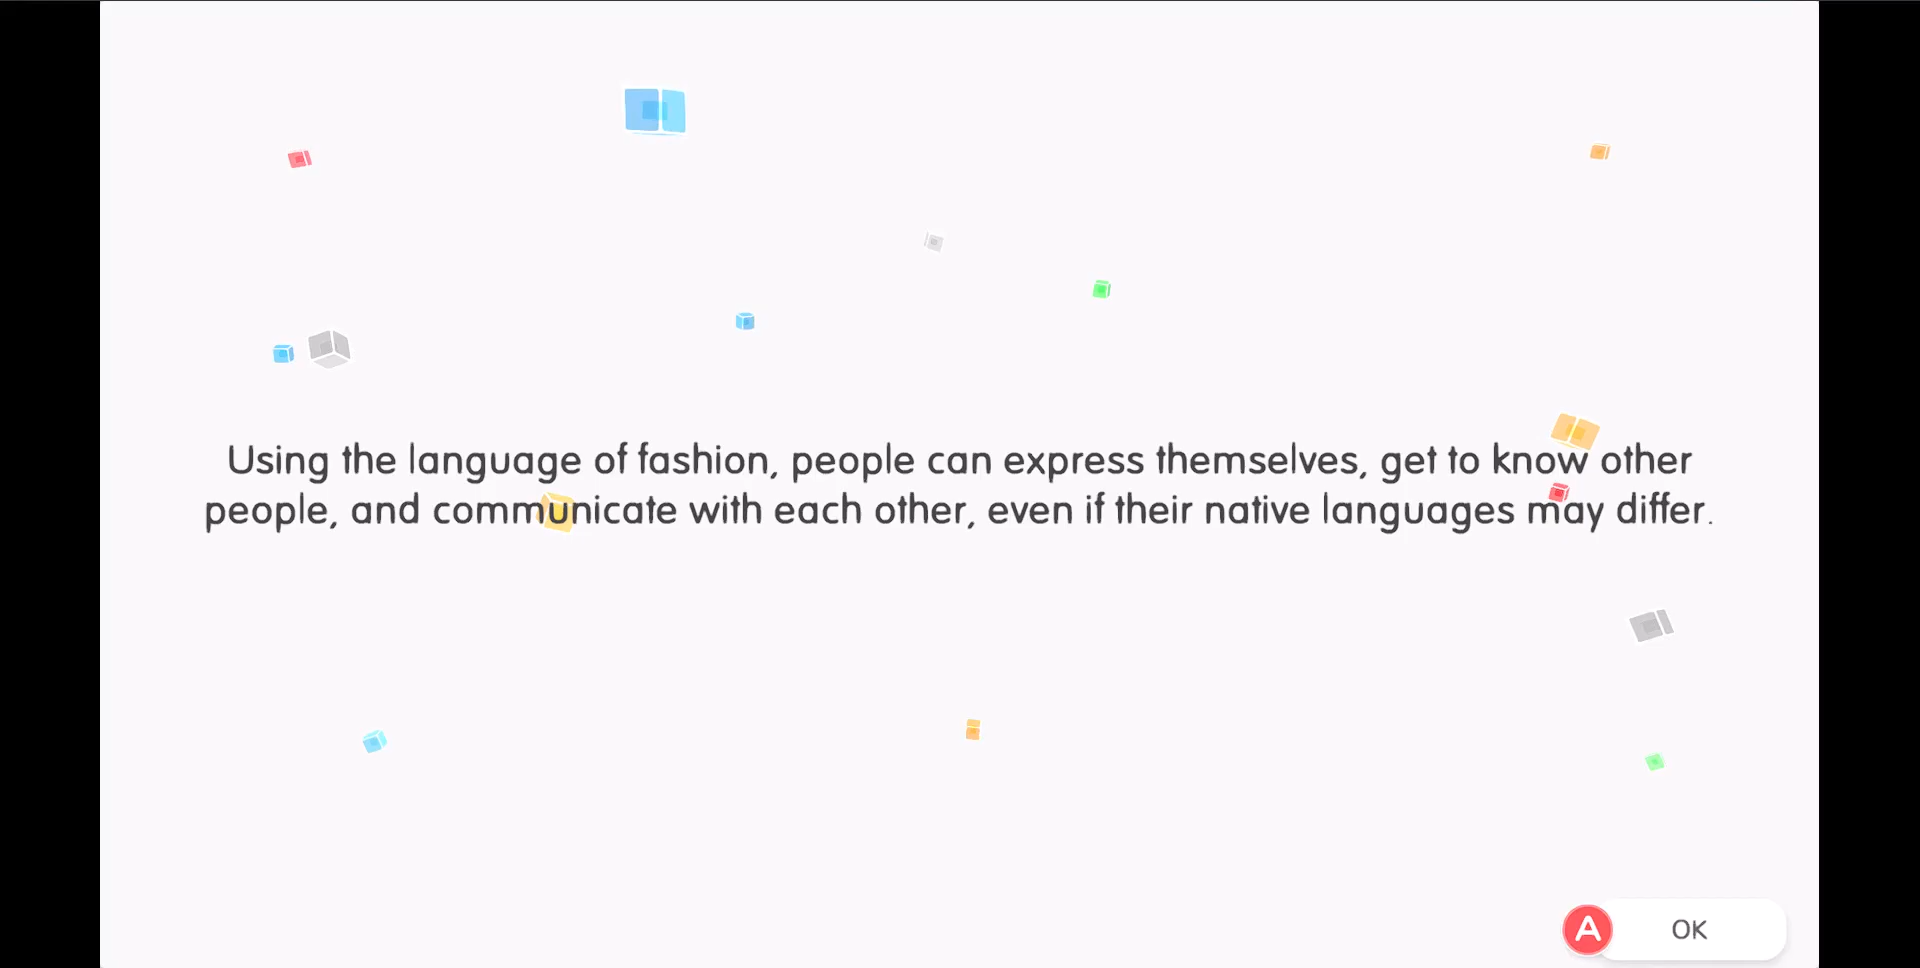 Using the language of fashion, people can express themselves, get to know other
people, and communicate with each other, even if their native languages may differ.
A OK